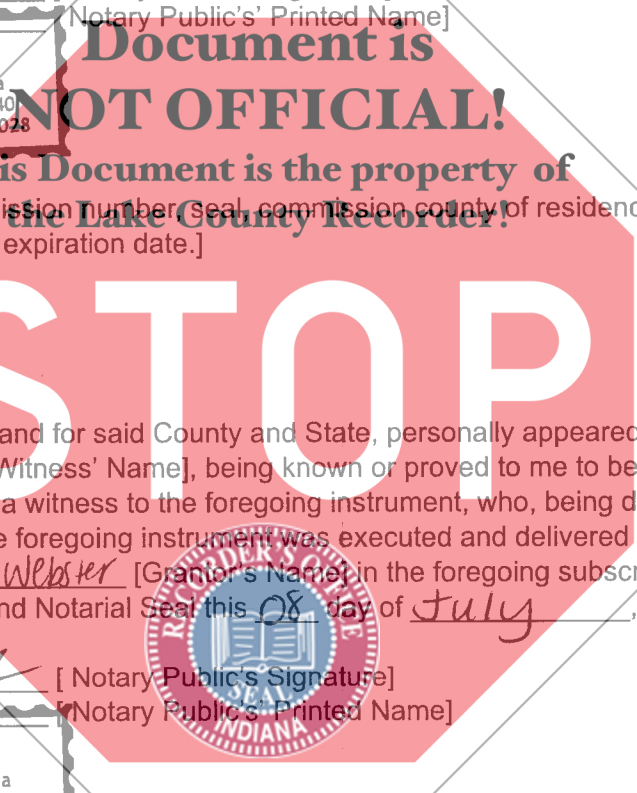 [Notary Public's' Printed Name]
Document is
a
40
NOT OFFICIAL!
028
is Document is the property of
ission number, seal, commission county of residenc
the Lake County Recorder!
expiration date.]
STOP
and for said County and State, personally appeared
Witness' Name], being known or proved to me to be
a witness to the foregoing instrument, who, being d
e foregoing instrument was executed and delivered
Webster [Grantor's Name] in the foregoing subscr
nd Notarial Seal this 08 day of July,
RECORDER'S OFFICE
SEAL
INDIANA
[ Notary Public's Signature]
[Notary Public's' Printed Name]
a